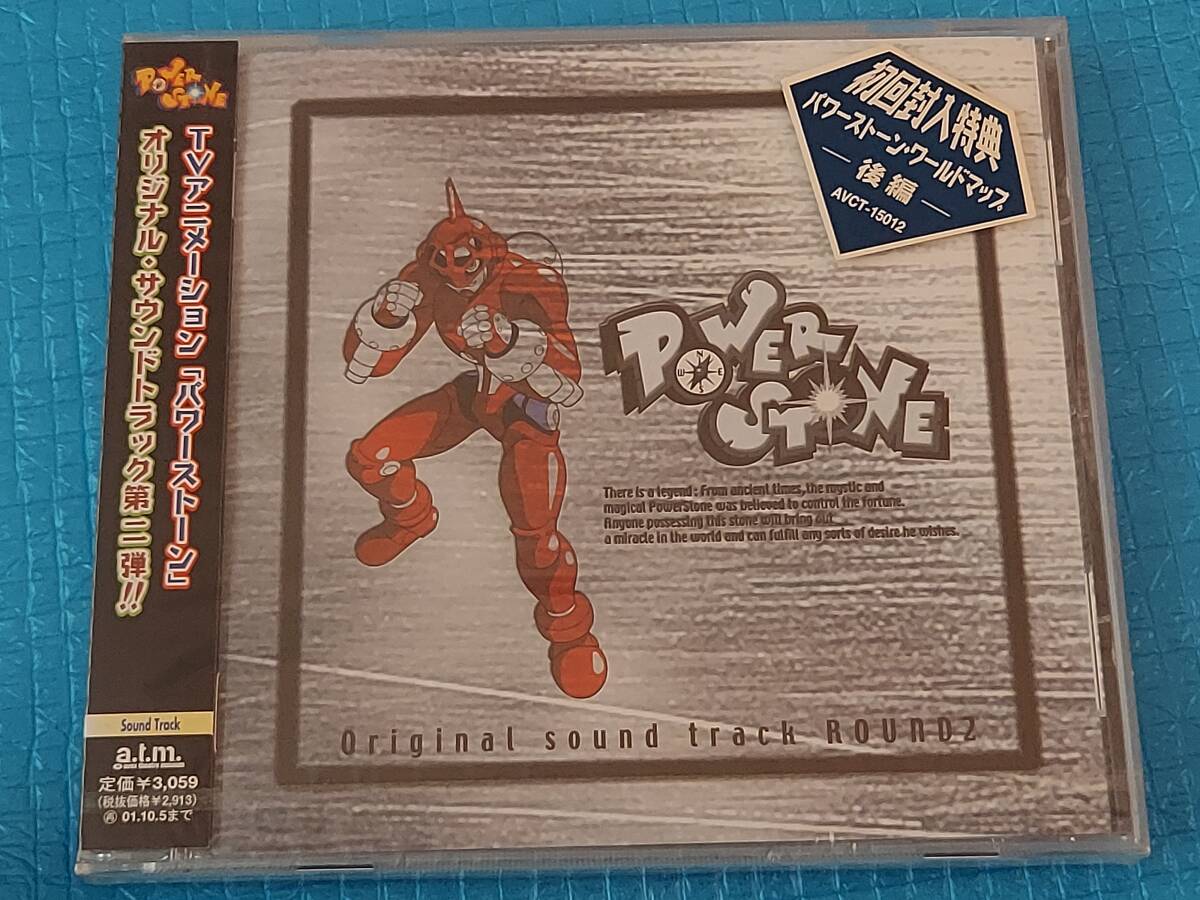 POWER
STONE
TVアニメーション「パワーストーン」
オリジナル・サウンドトラック第二弾!!
Sound Track
a.t.m.
定価¥3,059
(税抜価格¥2,913)
再 01.10.5まで
初回封入特典
パワーストーン・ワールドマップ
—後編—
AVCT-15012
POWER
STONE
N
E
S
W
There is a legend : From ancient times, the mystic and
magical PowerStone was believed to control the fortune.
Anyone possessing this stone will bring out
a miracle in the world and can fulfill any sorts of desire he wishes.
Original sound track ROUND2